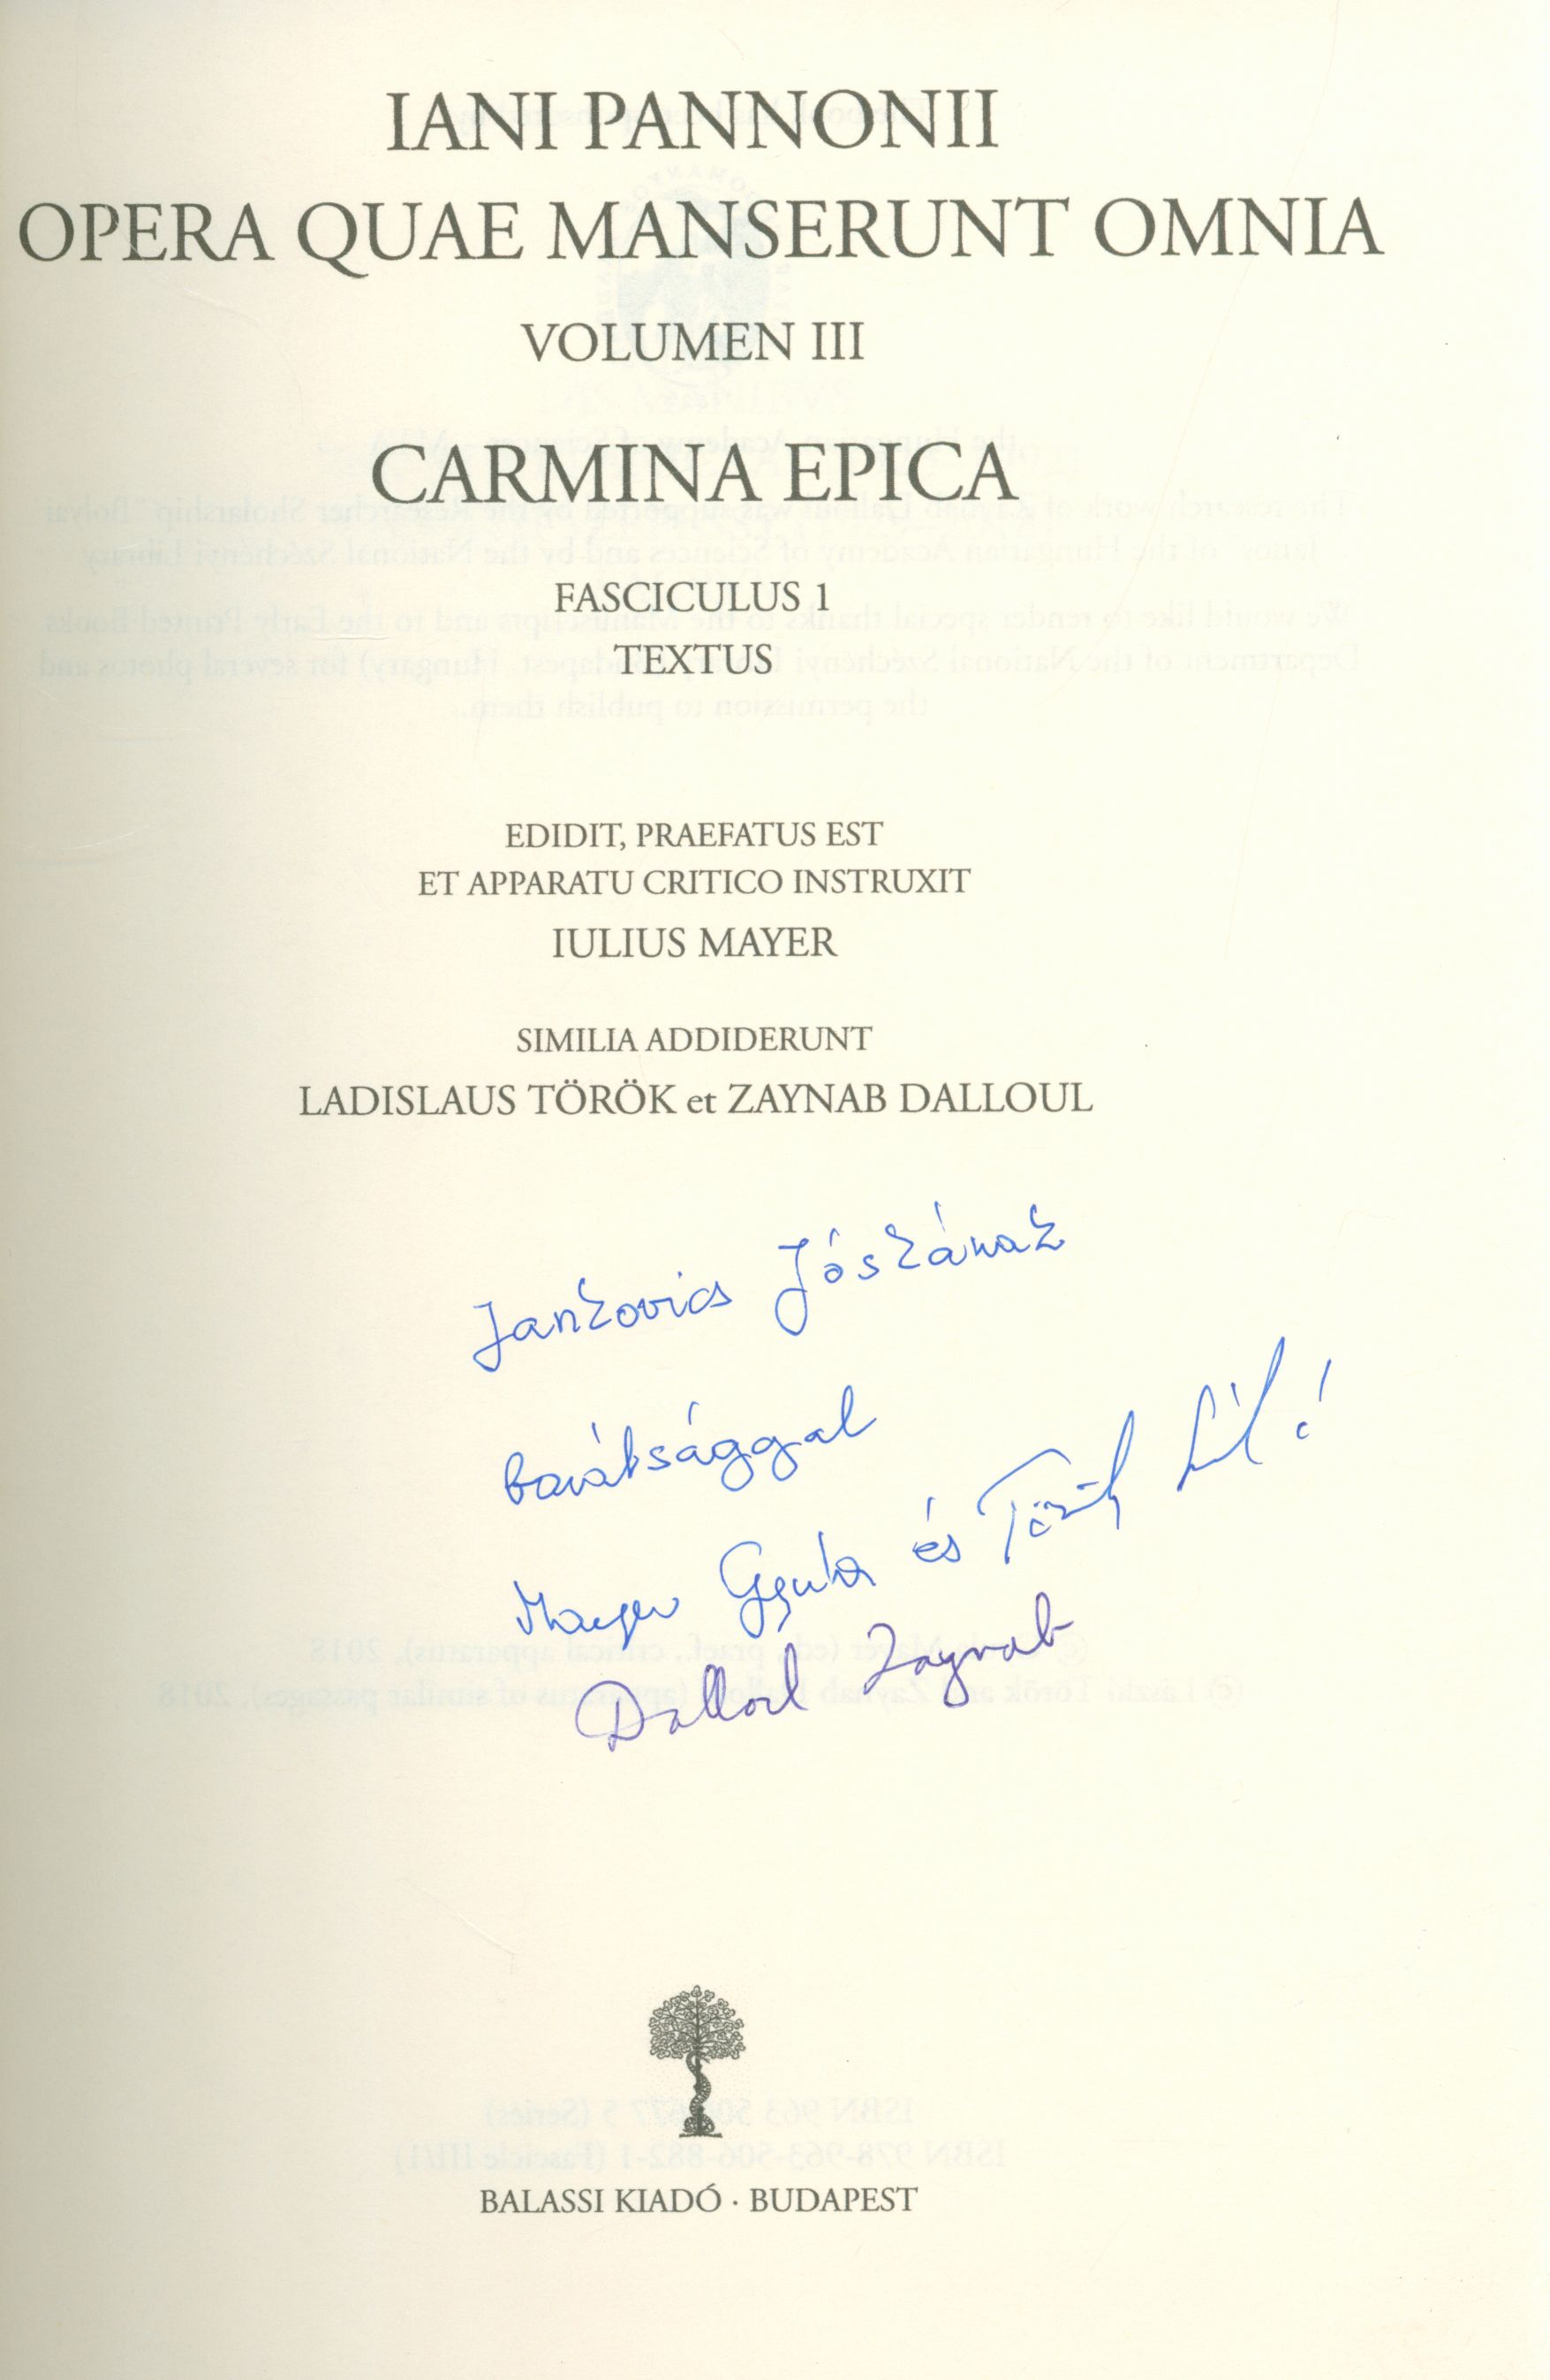 IANI PANNONII
OPERA QUAE MANSERUNT OMNIA
VOLUMEN III
CARMINA EPICA
FASCICULUS 1
TEXTUS
EDIDIT, PRAEFATUS EST
ET APPARATU CRITICO INSTRUXIT
IULIUS MAYER
SIMILIA ADDIDERUNT
LADISLAUS TÖRÖK et ZAYNAB DALLOUL
Jankovics Jóskának
barátsággal
Mayer Gyula és Török
Dalloul Zaynab
BALASSI KIADÓ · BUDAPEST